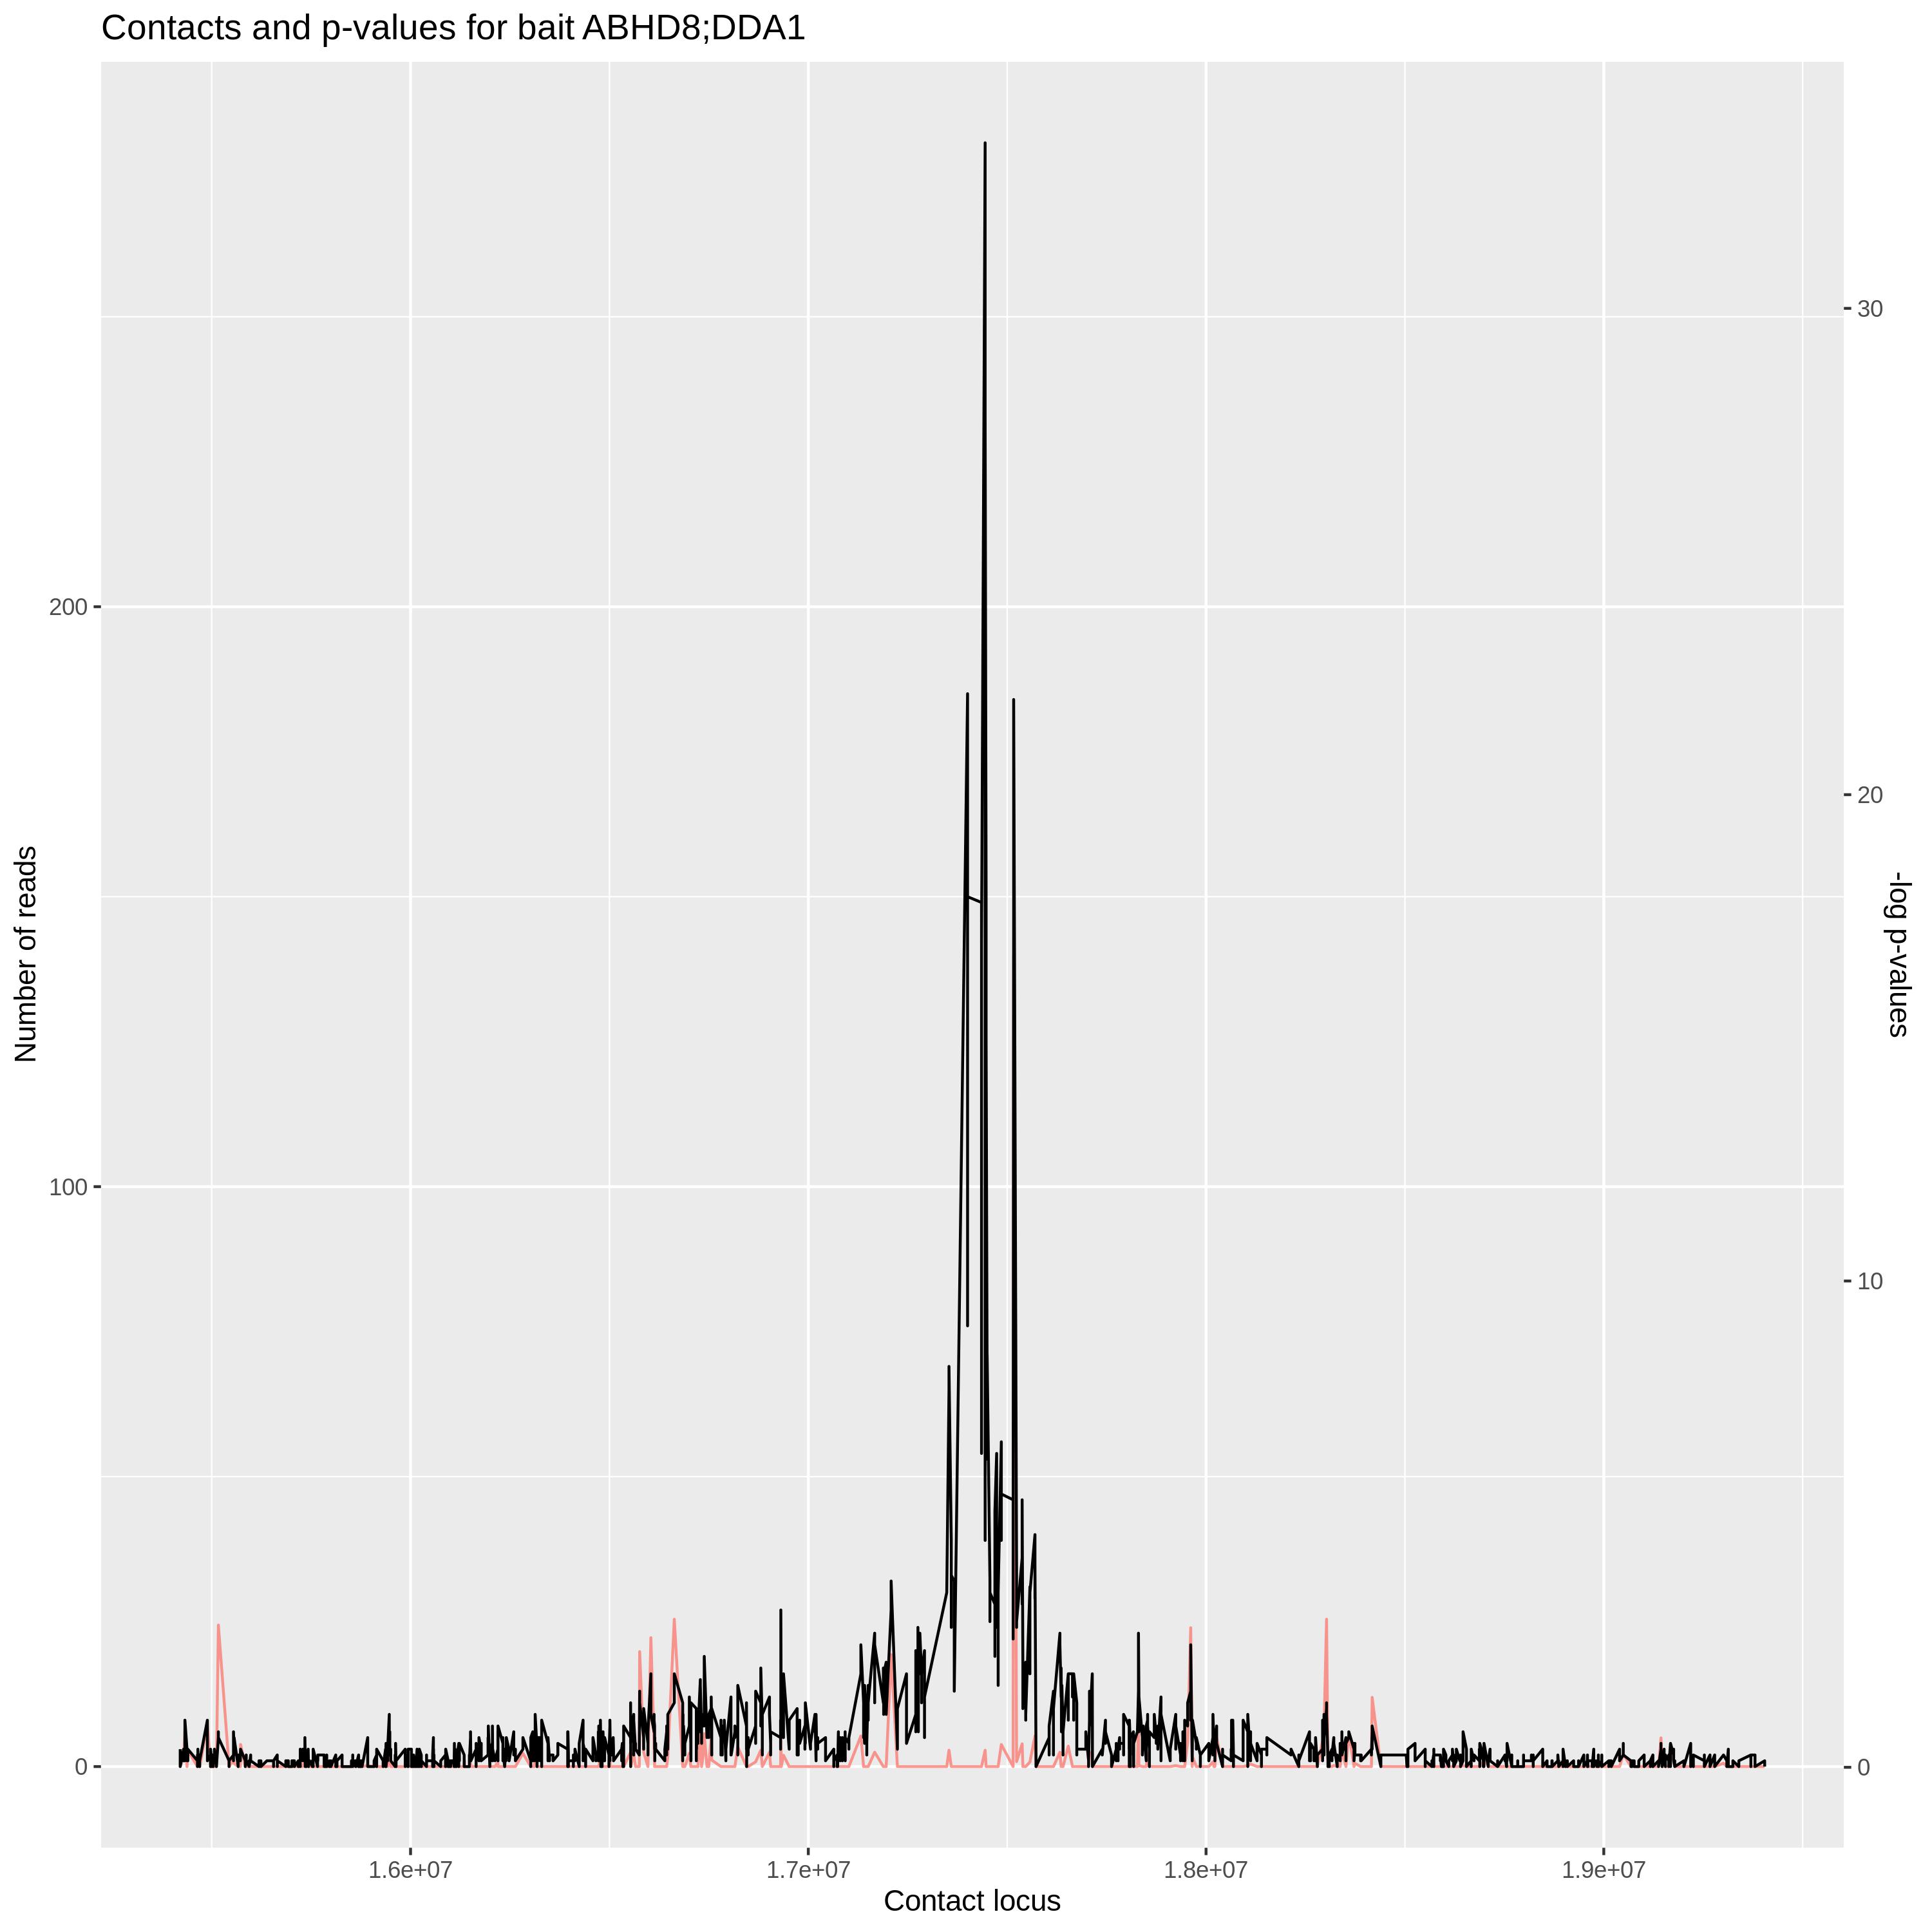 Contacts and p-values for bait ABHD8;DDA1
Number of reads
200
100
0
30
20
10
0
-log p-values
1.6e+07
1.7e+07
1.8e+07
1.9e+07
Contact locus